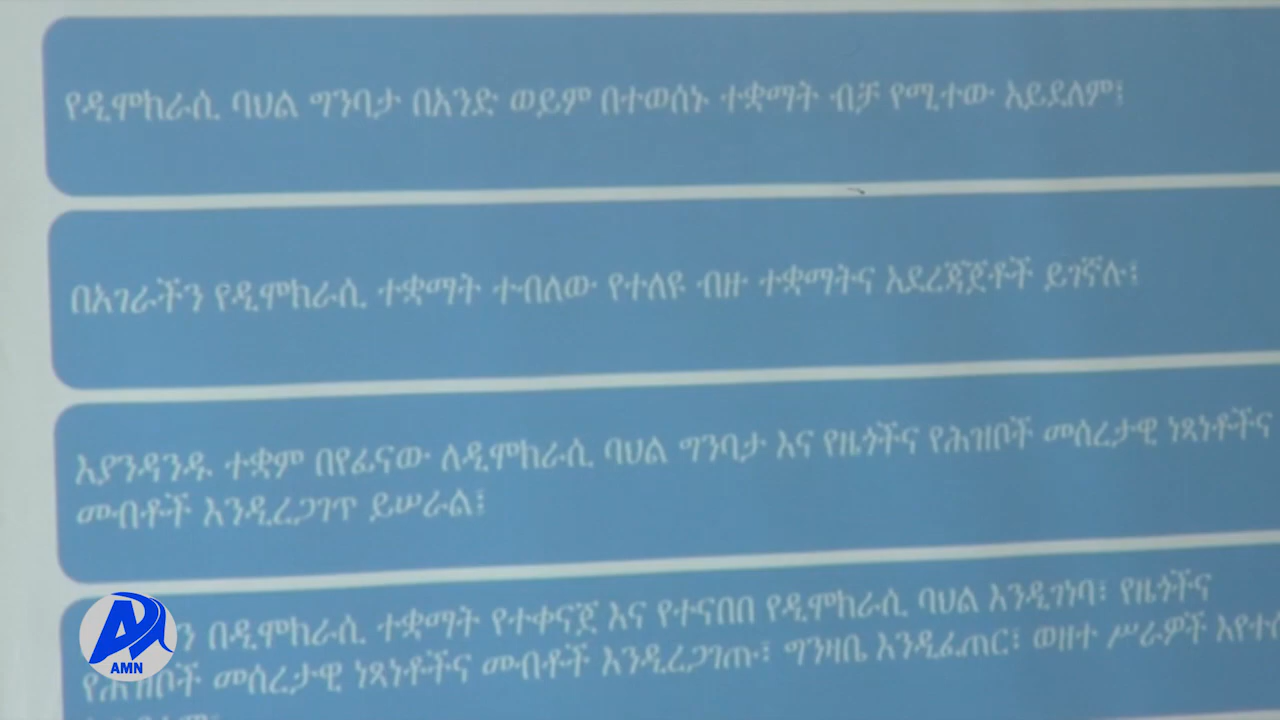 የዲሞክራሲ ባህል ግንባታ በአንድ ወይም በተወሰኑ ተቋማት ብቻ የሚተው አይደለም፤
በአገራችን የዲሞክራሲ ተቋማት ተብለው የተለዩ ብዙ ተቋማትና አደረጃጀቶች ይገኛሉ፤
እያንዳንዱ ተቋም በየፊናው ለዲሞክራሲ ባህል ግንባታ እና የዜጎችና የሕዝቦች መሰረታዊ ነጻነቶችና
መብቶች እንዲረጋገጥ ይሠራል፤
በዲሞክራሲ ተቋማት የተቀናጀ እና የተናበበ የዲሞክራሲ ባህል እንዲገነባ፣ የዜጎችና
የሕዝቦች መሰረታዊ ነጻነቶችና መብቶች እንዲረጋገጡ፣ ግንዛቤ እንዲፈጠር፣ ወዘተ ሥራዎች
AMN